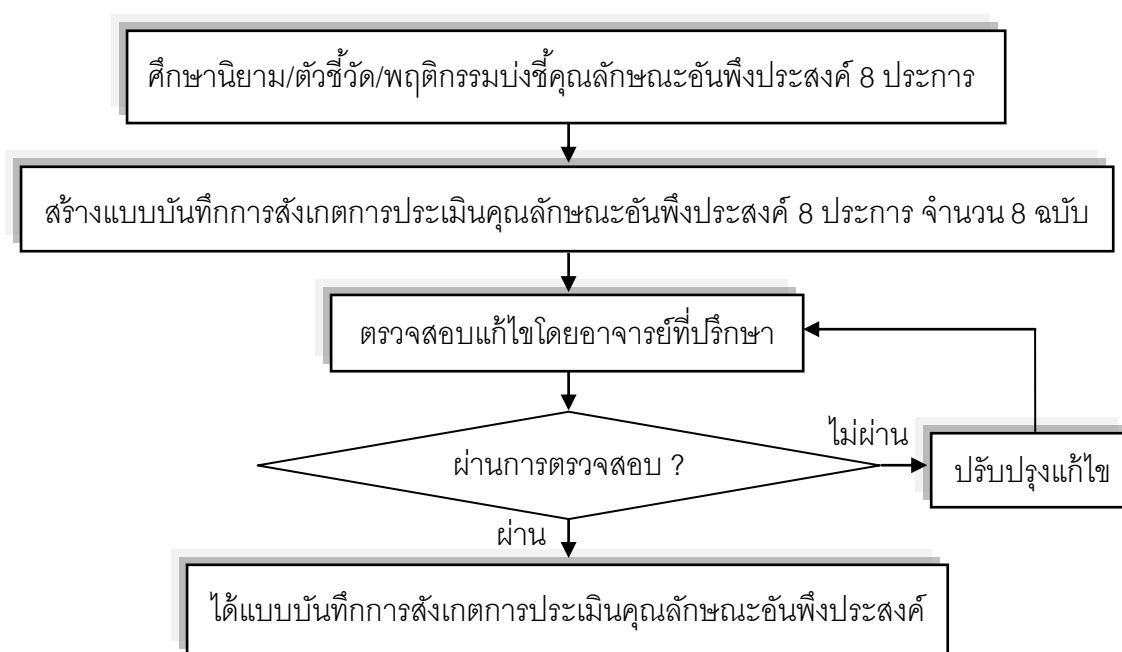 ศึกษานิยาม/ตัวชี้วัด/พฤติกรรมบ่งชี้คุณลักษณะอันพึงประสงค์ 8 ประการ
สร้างแบบบันทึกการสังเกตการประเมินคุณลักษณะอันพึงประสงค์ 8 ประการ จำนวน 8 ฉบับ
ตรวจสอบแก้ไขโดยอาจารย์ที่ปรึกษา
ผ่านการตรวจสอบ ?
ไม่ผ่าน
ปรับปรุงแก้ไข
ผ่าน
ได้แบบบันทึกการสังเกตการประเมินคุณลักษณะอันพึงประสงค์